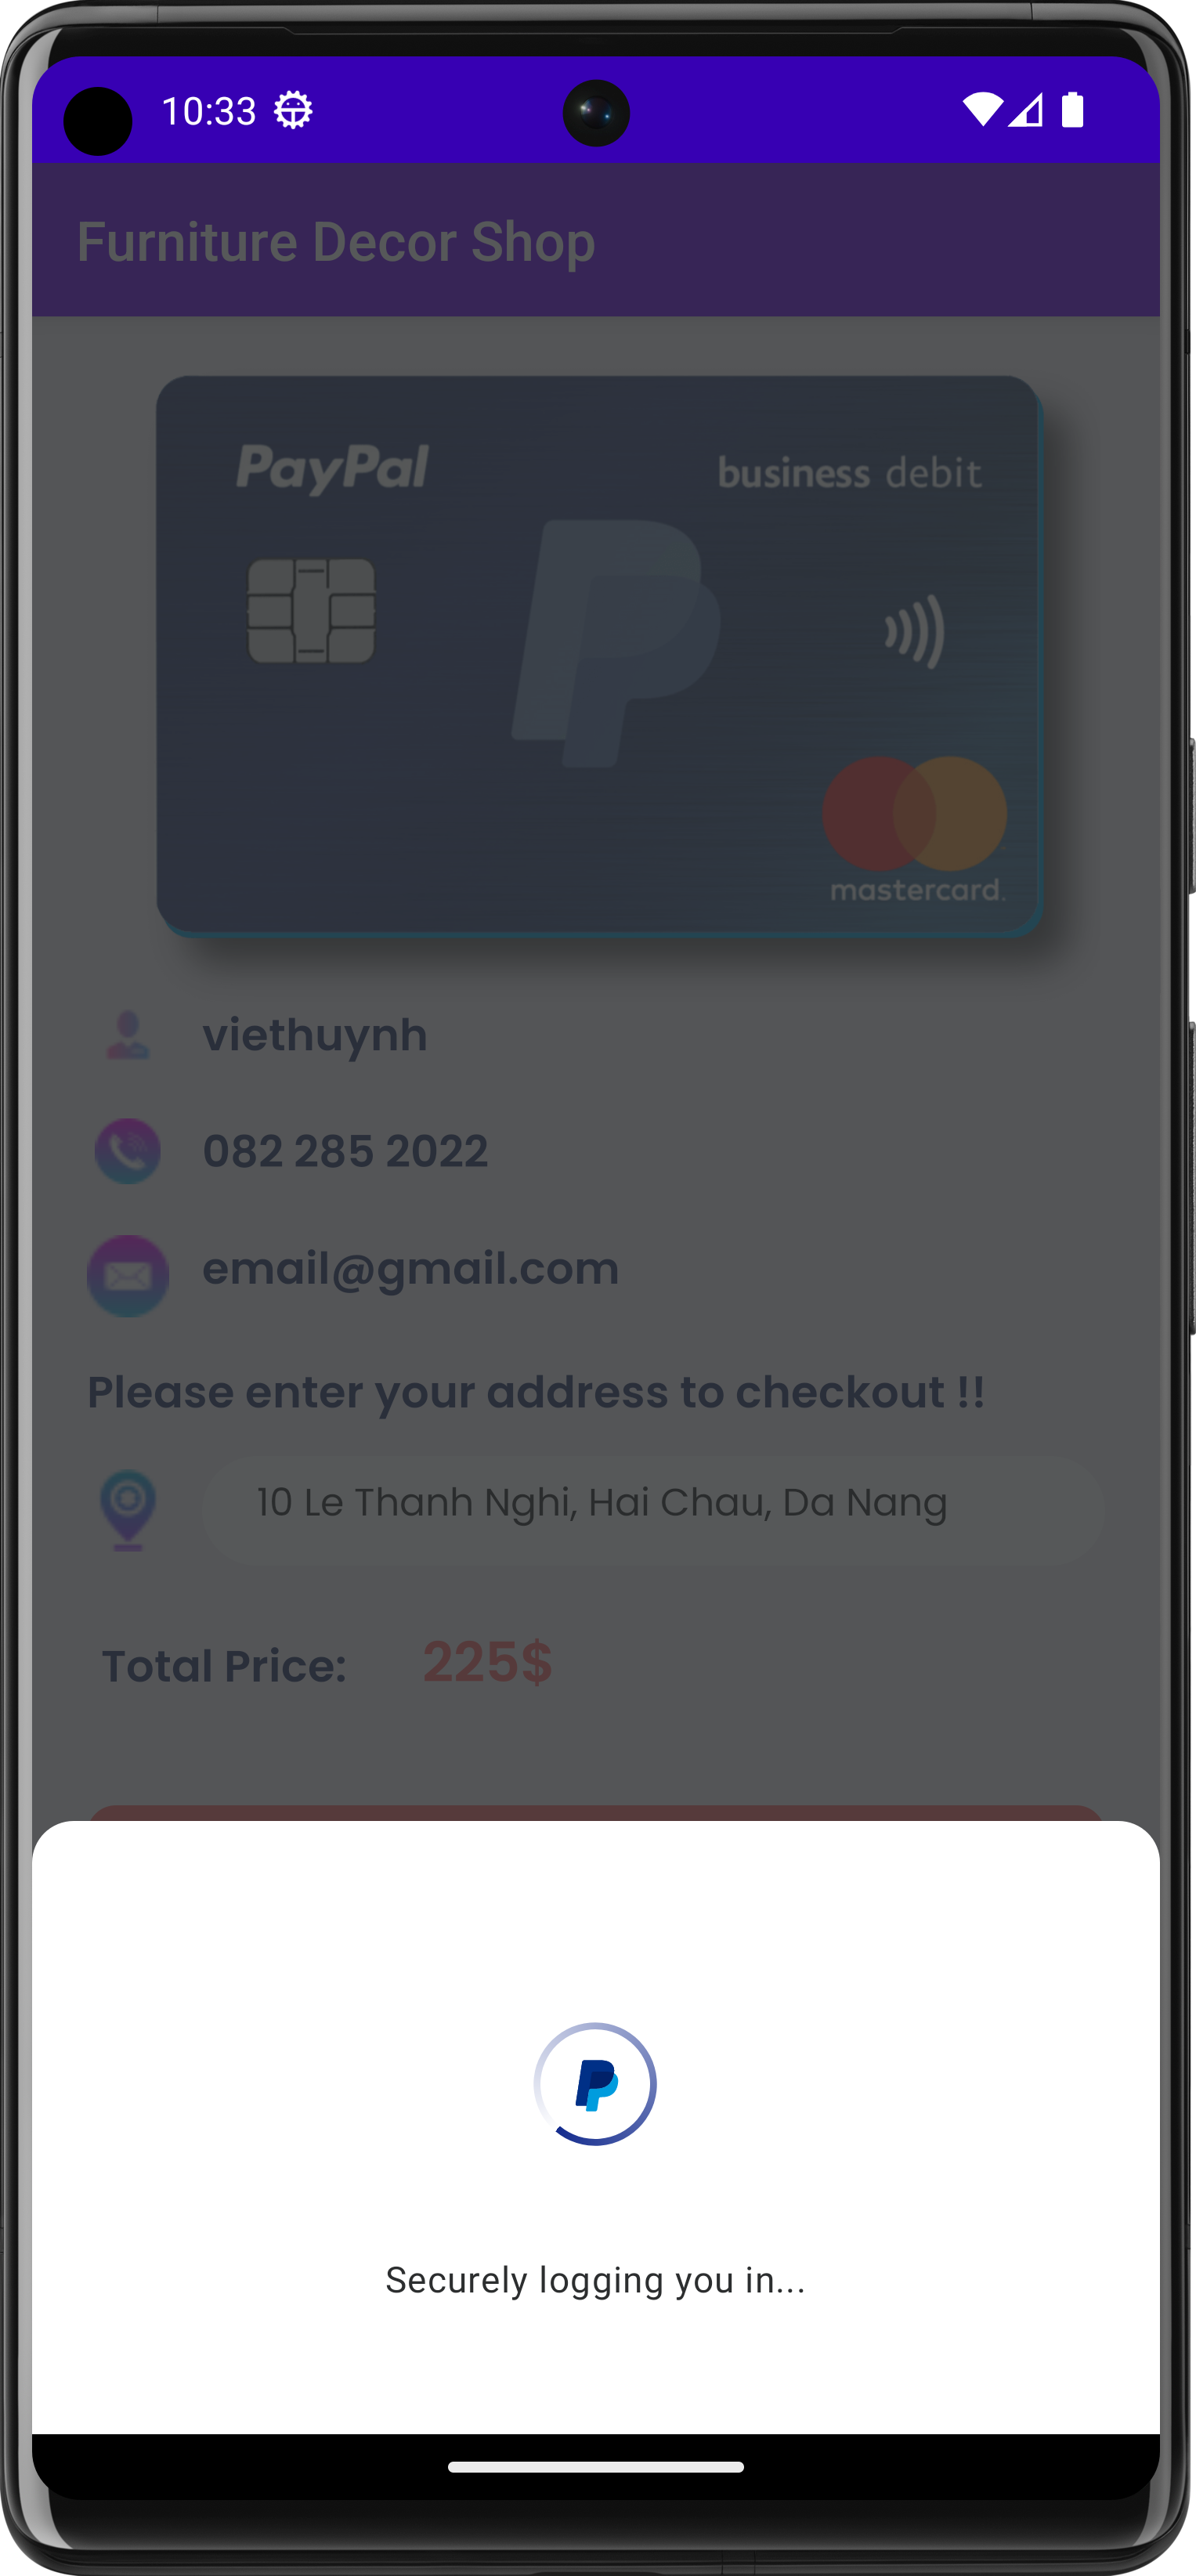 10:33
Furniture Decor Shop
PayPal
business debit
mastercard.
viethuynh
082 285 2022
email@gmail.com
Please enter your address to checkout !!
10 Le Thanh Nghi, Hai Chau, Da Nang
Total Price: 225$
Securely logging you in...